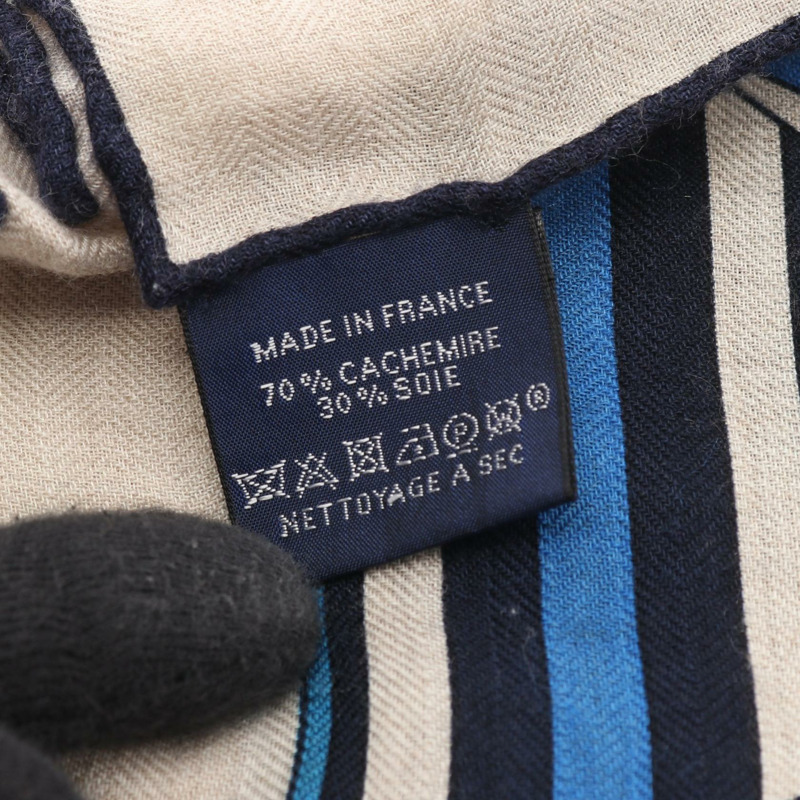 MADE IN FRANCE
70% CACHEMIRE
30% SOIE
P W ®
NETTOYAGE A SEC